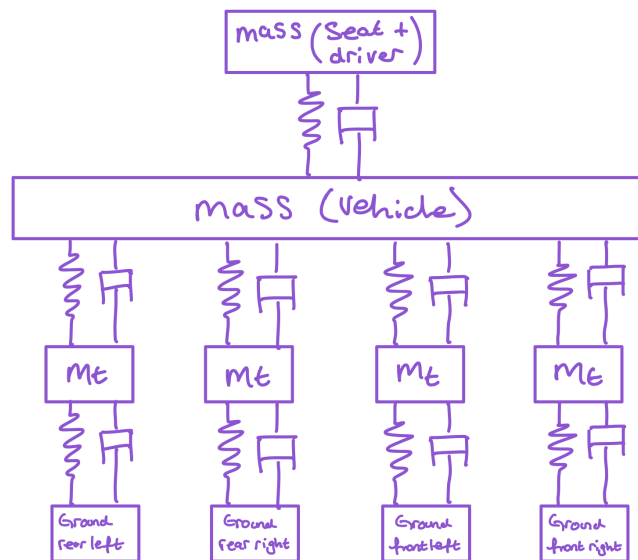 mass (Seat +
driver)
mass (vehicle)
mt
mt
mt
mt
Ground
rear left
Ground
rear right
Ground
front left
Ground
front right